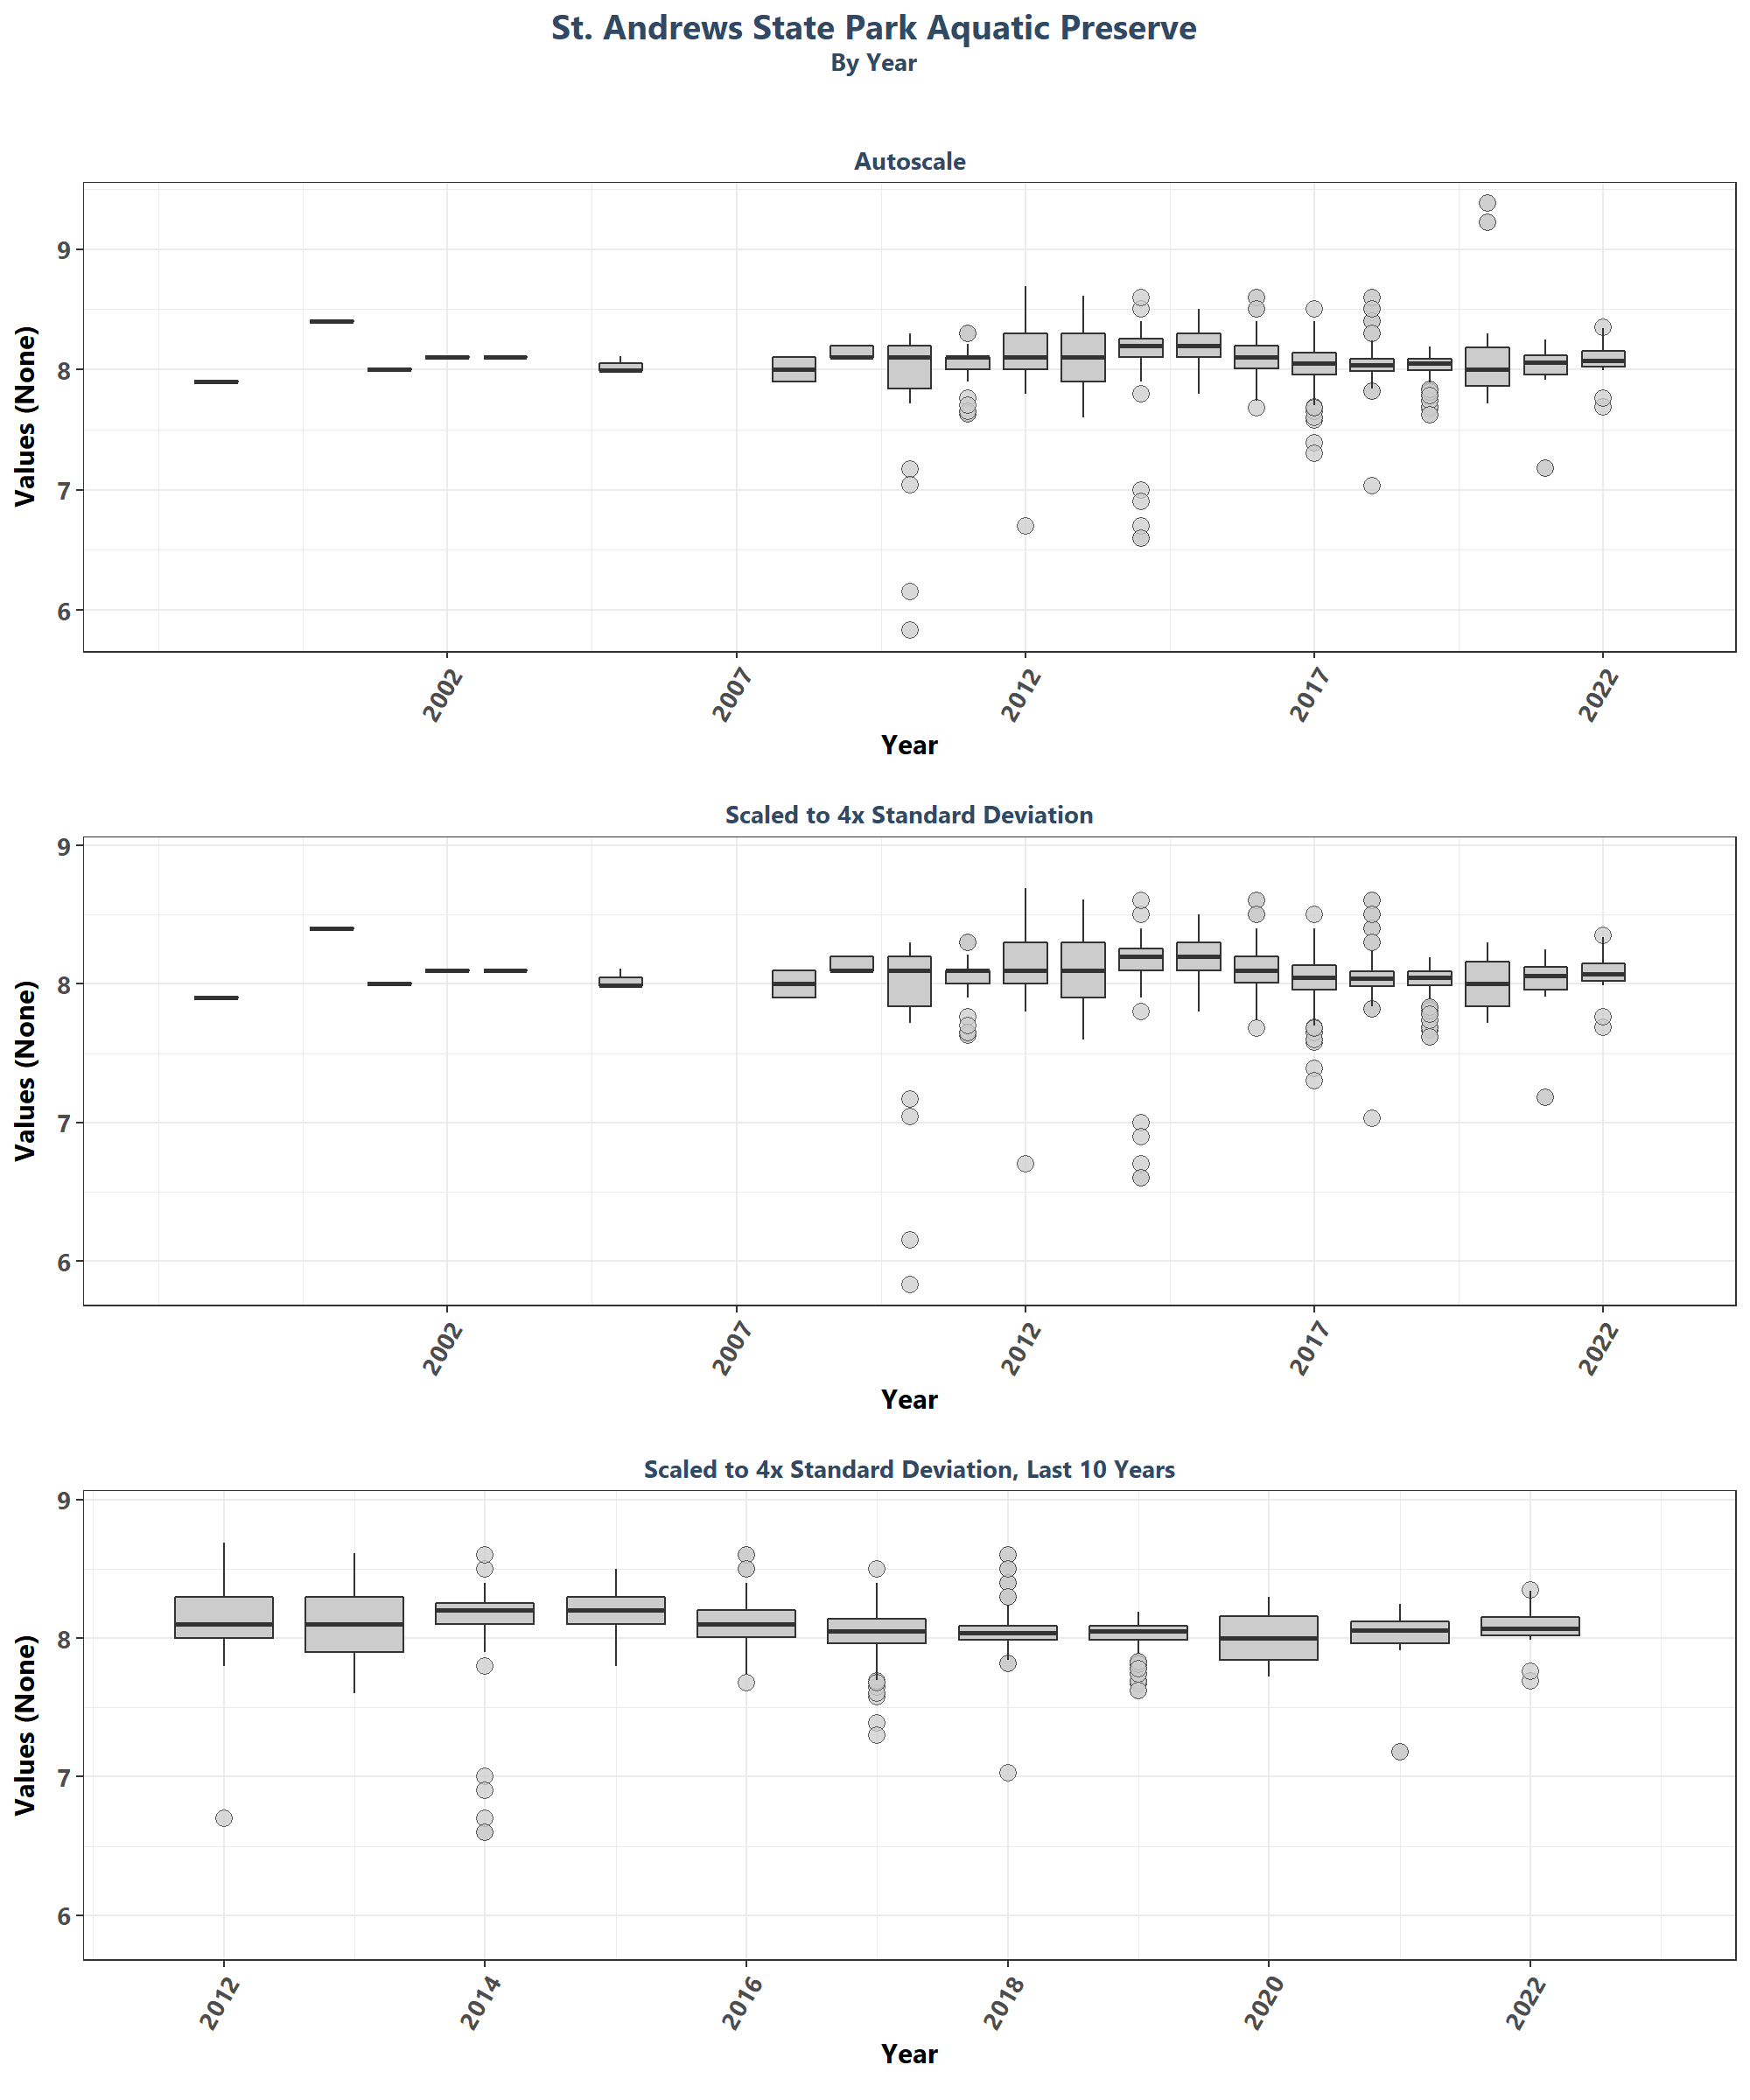 St. Andrews State Park Aquatic Preserve
By Year
Autoscale
Values (None)
9
8
7
6
2002 2007 2012 2017 2022
Year
Scaled to 4x Standard Deviation
Values (None)
9
8
7
6
2002 2007 2012 2017 2022
Year
Scaled to 4x Standard Deviation, Last 10 Years
Values (None)
9
8
7
6
2012 2014 2016 2018 2020 2022
Year